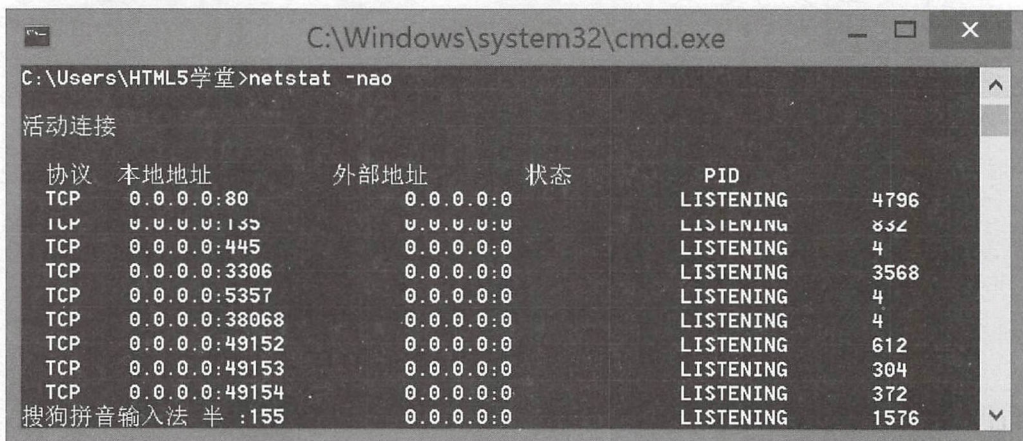 C:\Windows\system32\cmd.exe
C:\Users\HTML5学堂>netstat -nao
活动连接
协议 本地地址 外部地址 状态 PID
TCP 0.0.0.0:80 0.0.0.0:0 LISTENING 4796
TCP 0.0.0.0:135 0.0.0.0:0 LISTENING 832
TCP 0.0.0.0:445 0.0.0.0:0 LISTENING 4
TCP 0.0.0.0:3306 0.0.0.0:0 LISTENING 3568
TCP 0.0.0.0:5357 0.0.0.0:0 LISTENING 4
TCP 0.0.0.0:38068 0.0.0.0:0 LISTENING 4
TCP 0.0.0.0:49152 0.0.0.0:0 LISTENING 612
TCP 0.0.0.0:49153 0.0.0.0:0 LISTENING 304
TCP 0.0.0.0:49154 0.0.0.0:0 LISTENING 372
搜狗拼音输入法 半 :155 0.0.0.0:0 LISTENING 1576